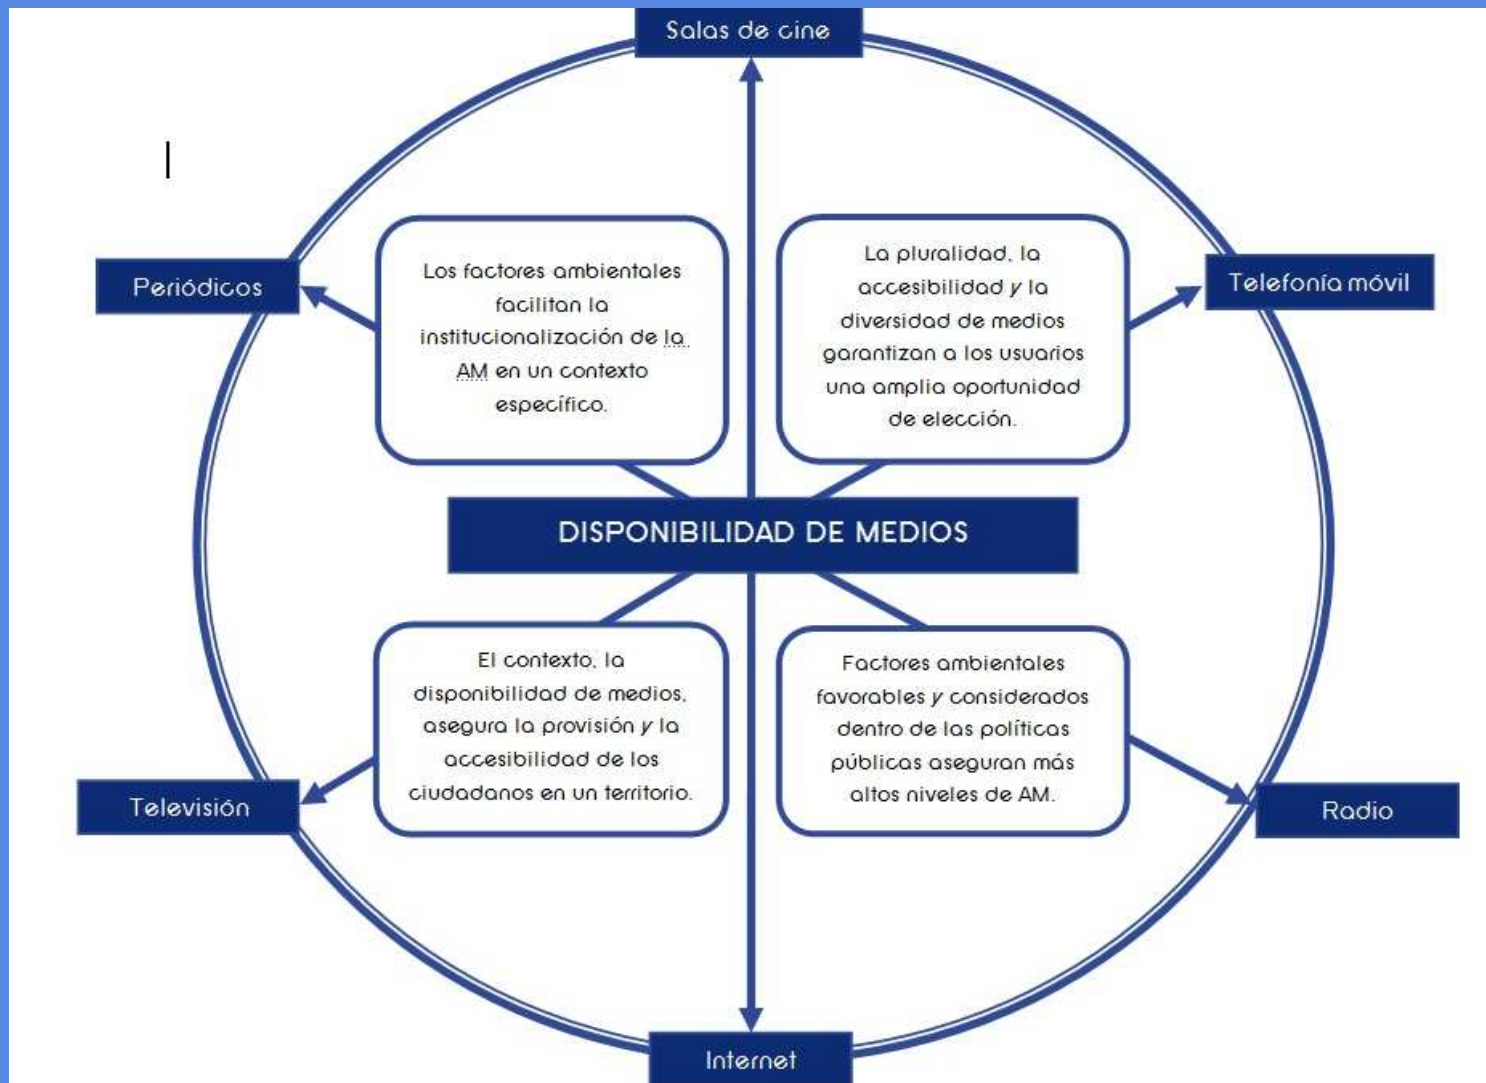 Salas de cine
Periódicos
Los factores ambientales
facilitan la
institucionalización de la
AM en un contexto
específico.
La pluralidad, la
accesibilidad y la
diversidad de medios
garantizan a los usuarios
una amplia oportunidad
de elección.
Telefonía móvil
DISPONIBILIDAD DE MEDIOS
El contexto, la
disponibilidad de medios,
asegura la provisión y la
accesibilidad de los
ciudadanos en un territorio.
Factores ambientales
favorables y considerados
dentro de las políticas
públicas aseguran más
altos niveles de AM.
Televisión
Radio
Internet